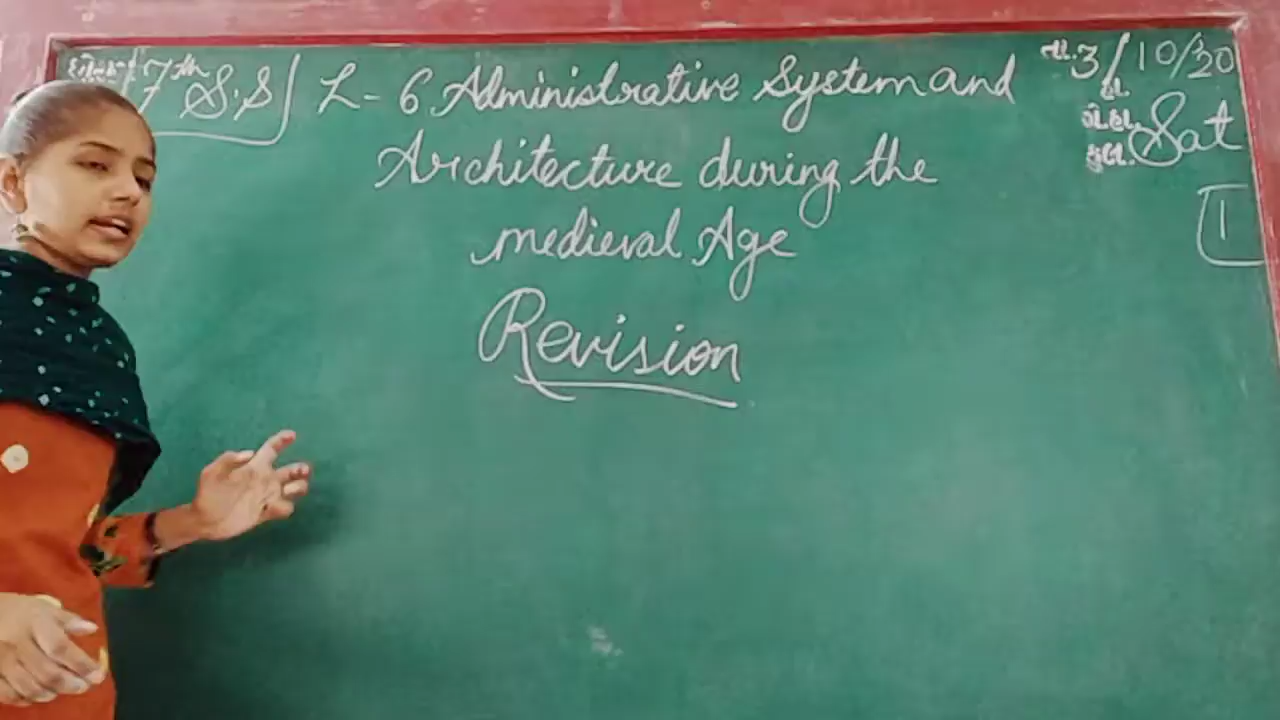 7th S.S / L - 6 Administrative System and
Architecture during the
medieval Age
Revision
તા. 3/10/20
Sat
1